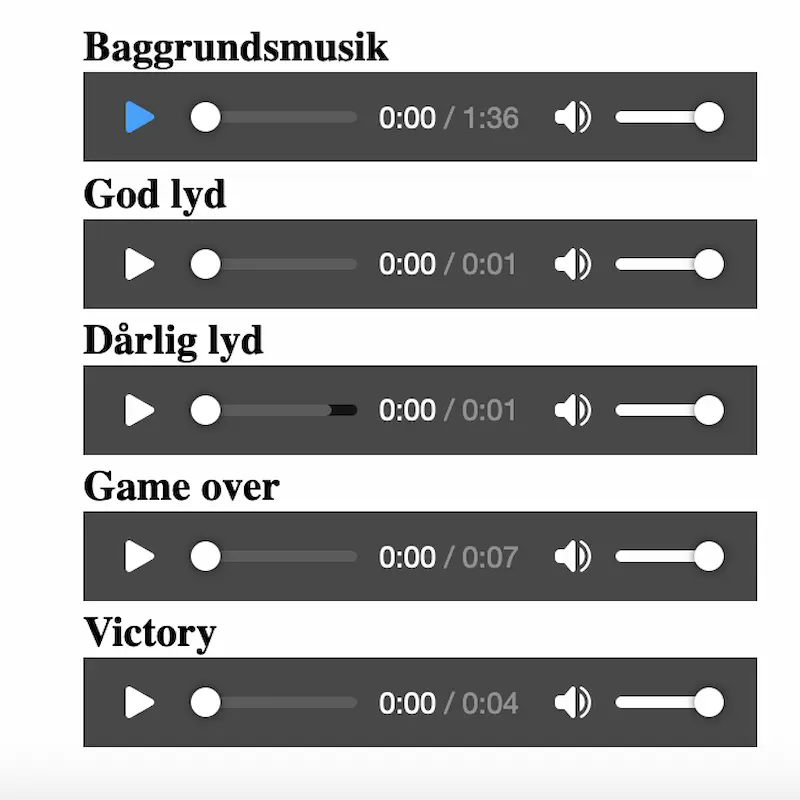 Baggrundsmusik
0:00 / 1:36
God lyd
0:00 / 0:01
Dårlig lyd
0:00 / 0:01
Game over
0:00 / 0:07
Victory
0:00 / 0:04